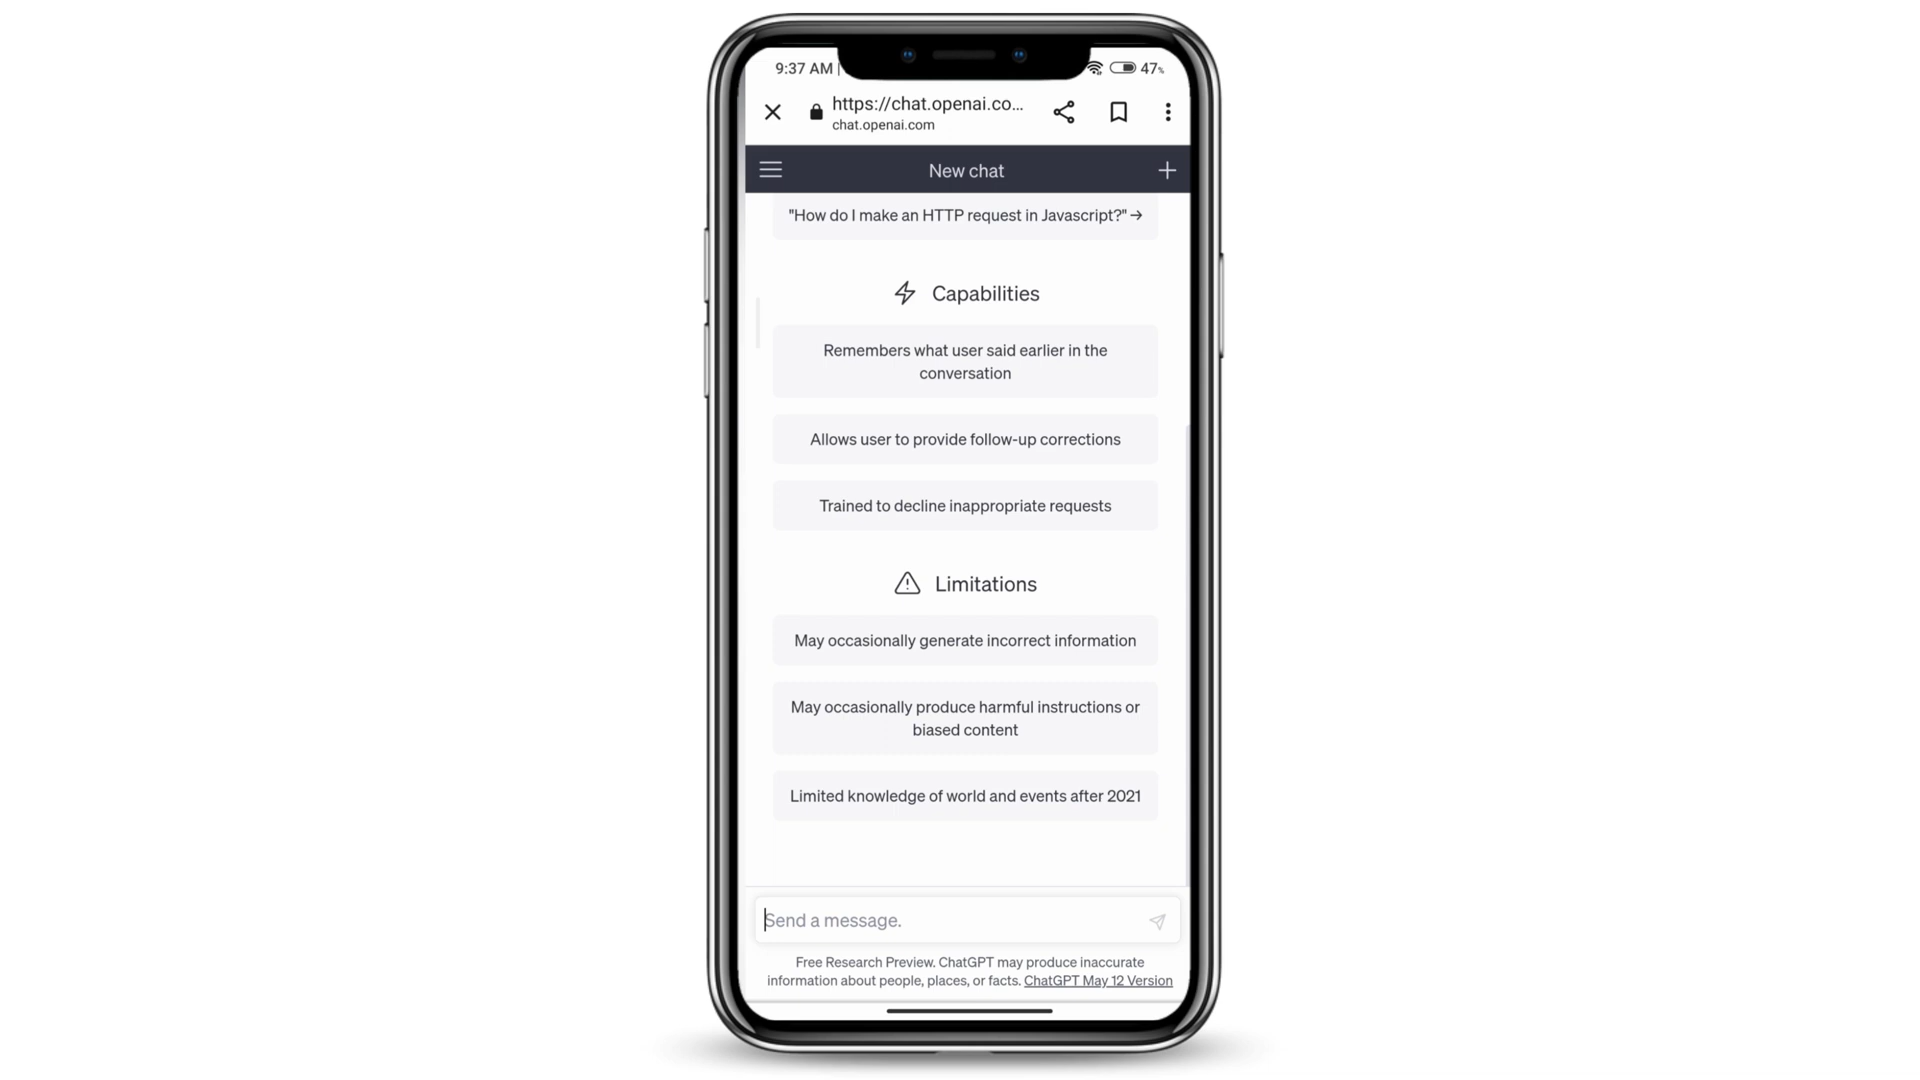 9:37 AM
47%
https://chat.openai.co...
chat.openai.com
New chat
"How do I make an HTTP request in Javascript?" →
Capabilities
Remembers what user said earlier in the
conversation
Allows user to provide follow-up corrections
Trained to decline inappropriate requests
Limitations
May occasionally generate incorrect information
May occasionally produce harmful instructions or
biased content
Limited knowledge of world and events after 2021
Send a message.
Free Research Preview. ChatGPT may produce inaccurate
information about people, places, or facts. ChatGPT May 12 Version